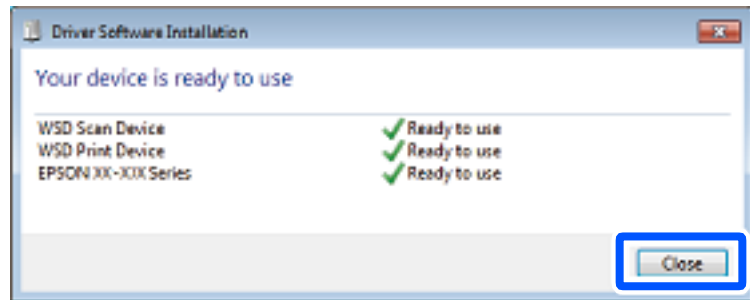 Driver Software Installation
Your device is ready to use
WSD Scan Device Ready to use
WSD Print Device Ready to use
EPSON XX-XXX Series Ready to use
Close